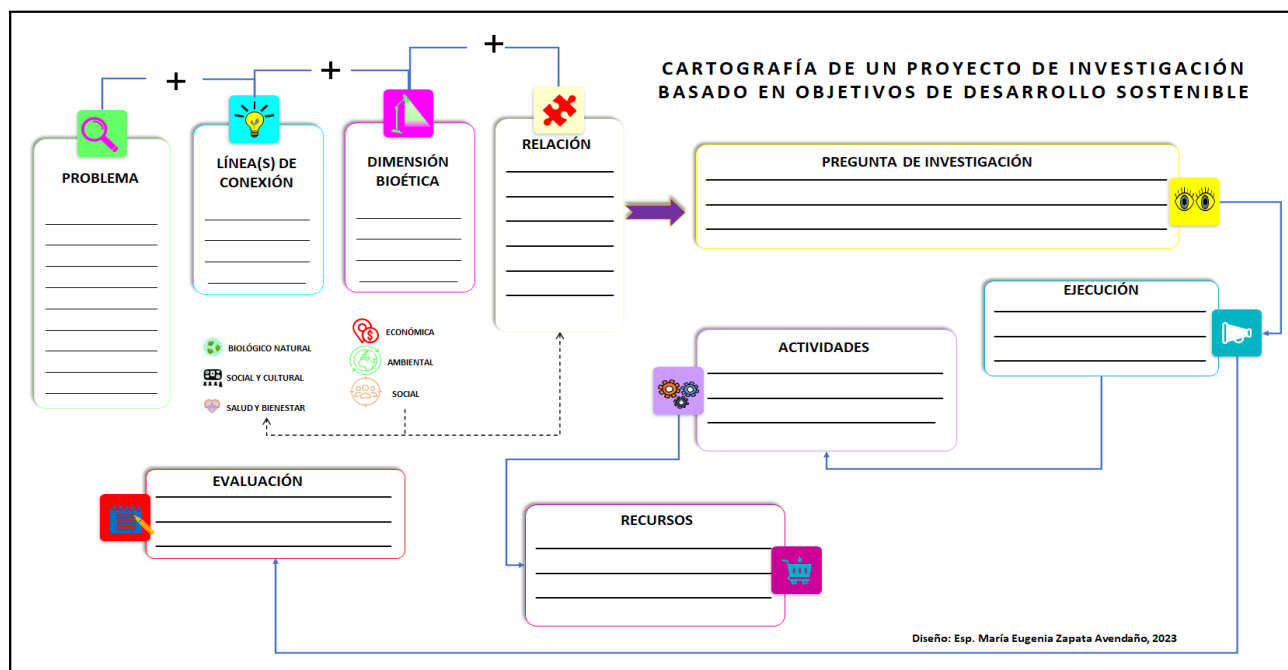 CARTOGRAFÍA DE UN PROYECTO DE INVESTIGACIÓN
BASADO EN OBJETIVOS DE DESARROLLO SOSTENIBLE
+
+
+
PROBLEMA
LÍNEA(S) DE
CONEXIÓN
DIMENSIÓN
BIOÉTICA
RELACIÓN
PREGUNTA DE INVESTIGACIÓN
BIOLÓGICO NATURAL
SOCIAL Y CULTURAL
SALUD Y BIENESTAR
ECONÓMICA
AMBIENTAL
SOCIAL
EJECUCIÓN
ACTIVIDADES
RECURSOS
EVALUACIÓN
Diseño: Esp. María Eugenia Zapata Avendaño, 2023